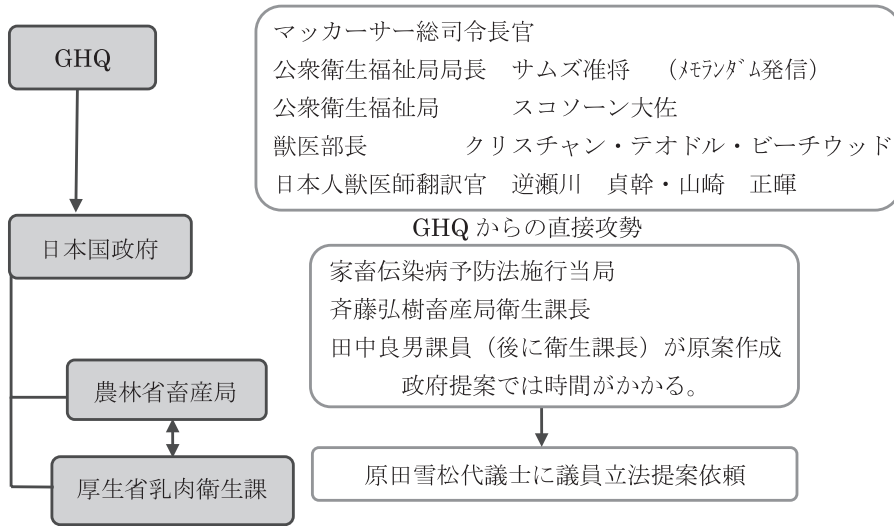 GHQ
マッカーサー総司令長官
公衆衛生福祉局局長　サムズ准将　（ﾒﾓﾗﾝﾀﾞﾑ発信）
公衆衛生福祉局　　　スコソーン大佐
獣医部長　　　　クリスチャン・テオドル・ビーチウッド
日本人獣医師翻訳官　逆瀬川　貞幹・山崎　正暉
GHQ からの直接攻勢
日本国政府
家畜伝染病予防法施行当局
斉藤弘樹畜産局衛生課長
田中良男課員（後に衛生課長）が原案作成
政府提案では時間がかかる。
農林省畜産局
厚生省乳肉衛生課
原田雪松代議士に議員立法提案依頼